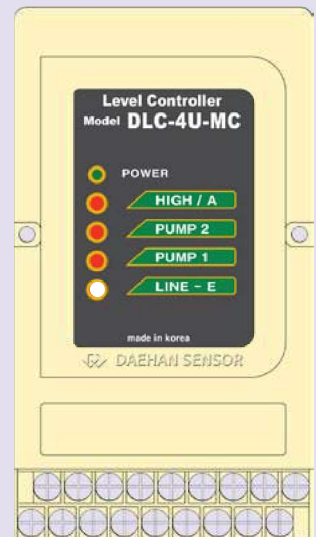 Level Controller
Model DLC-4U-MC
POWER
HIGH / A
PUMP 2
PUMP 1
LINE - E
made in korea
DAEHAN SENSOR